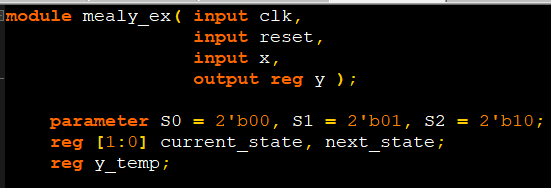 module mealy_ex( input clk,
input reset,
input x,
output reg y );
parameter S0 = 2'b00, S1 = 2'b01, S2 = 2'b10;
reg [1:0] current_state, next_state;
reg y_temp;